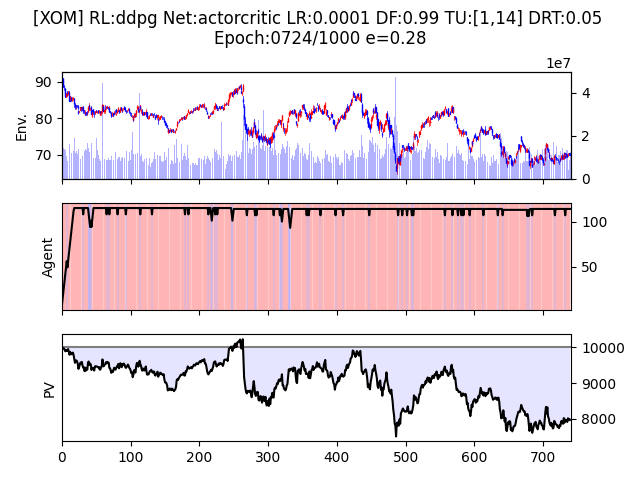 [XOM] RL:ddpg Net:actorcritic LR:0.0001 DF:0.99 TU:[1,14] DRT:0.05
Epoch:0724/1000 e=0.28
1e7
90
80
70
Env.
4
2
0
Agent
100
50
PV
10000
9000
8000
0 100 200 300 400 500 600 700